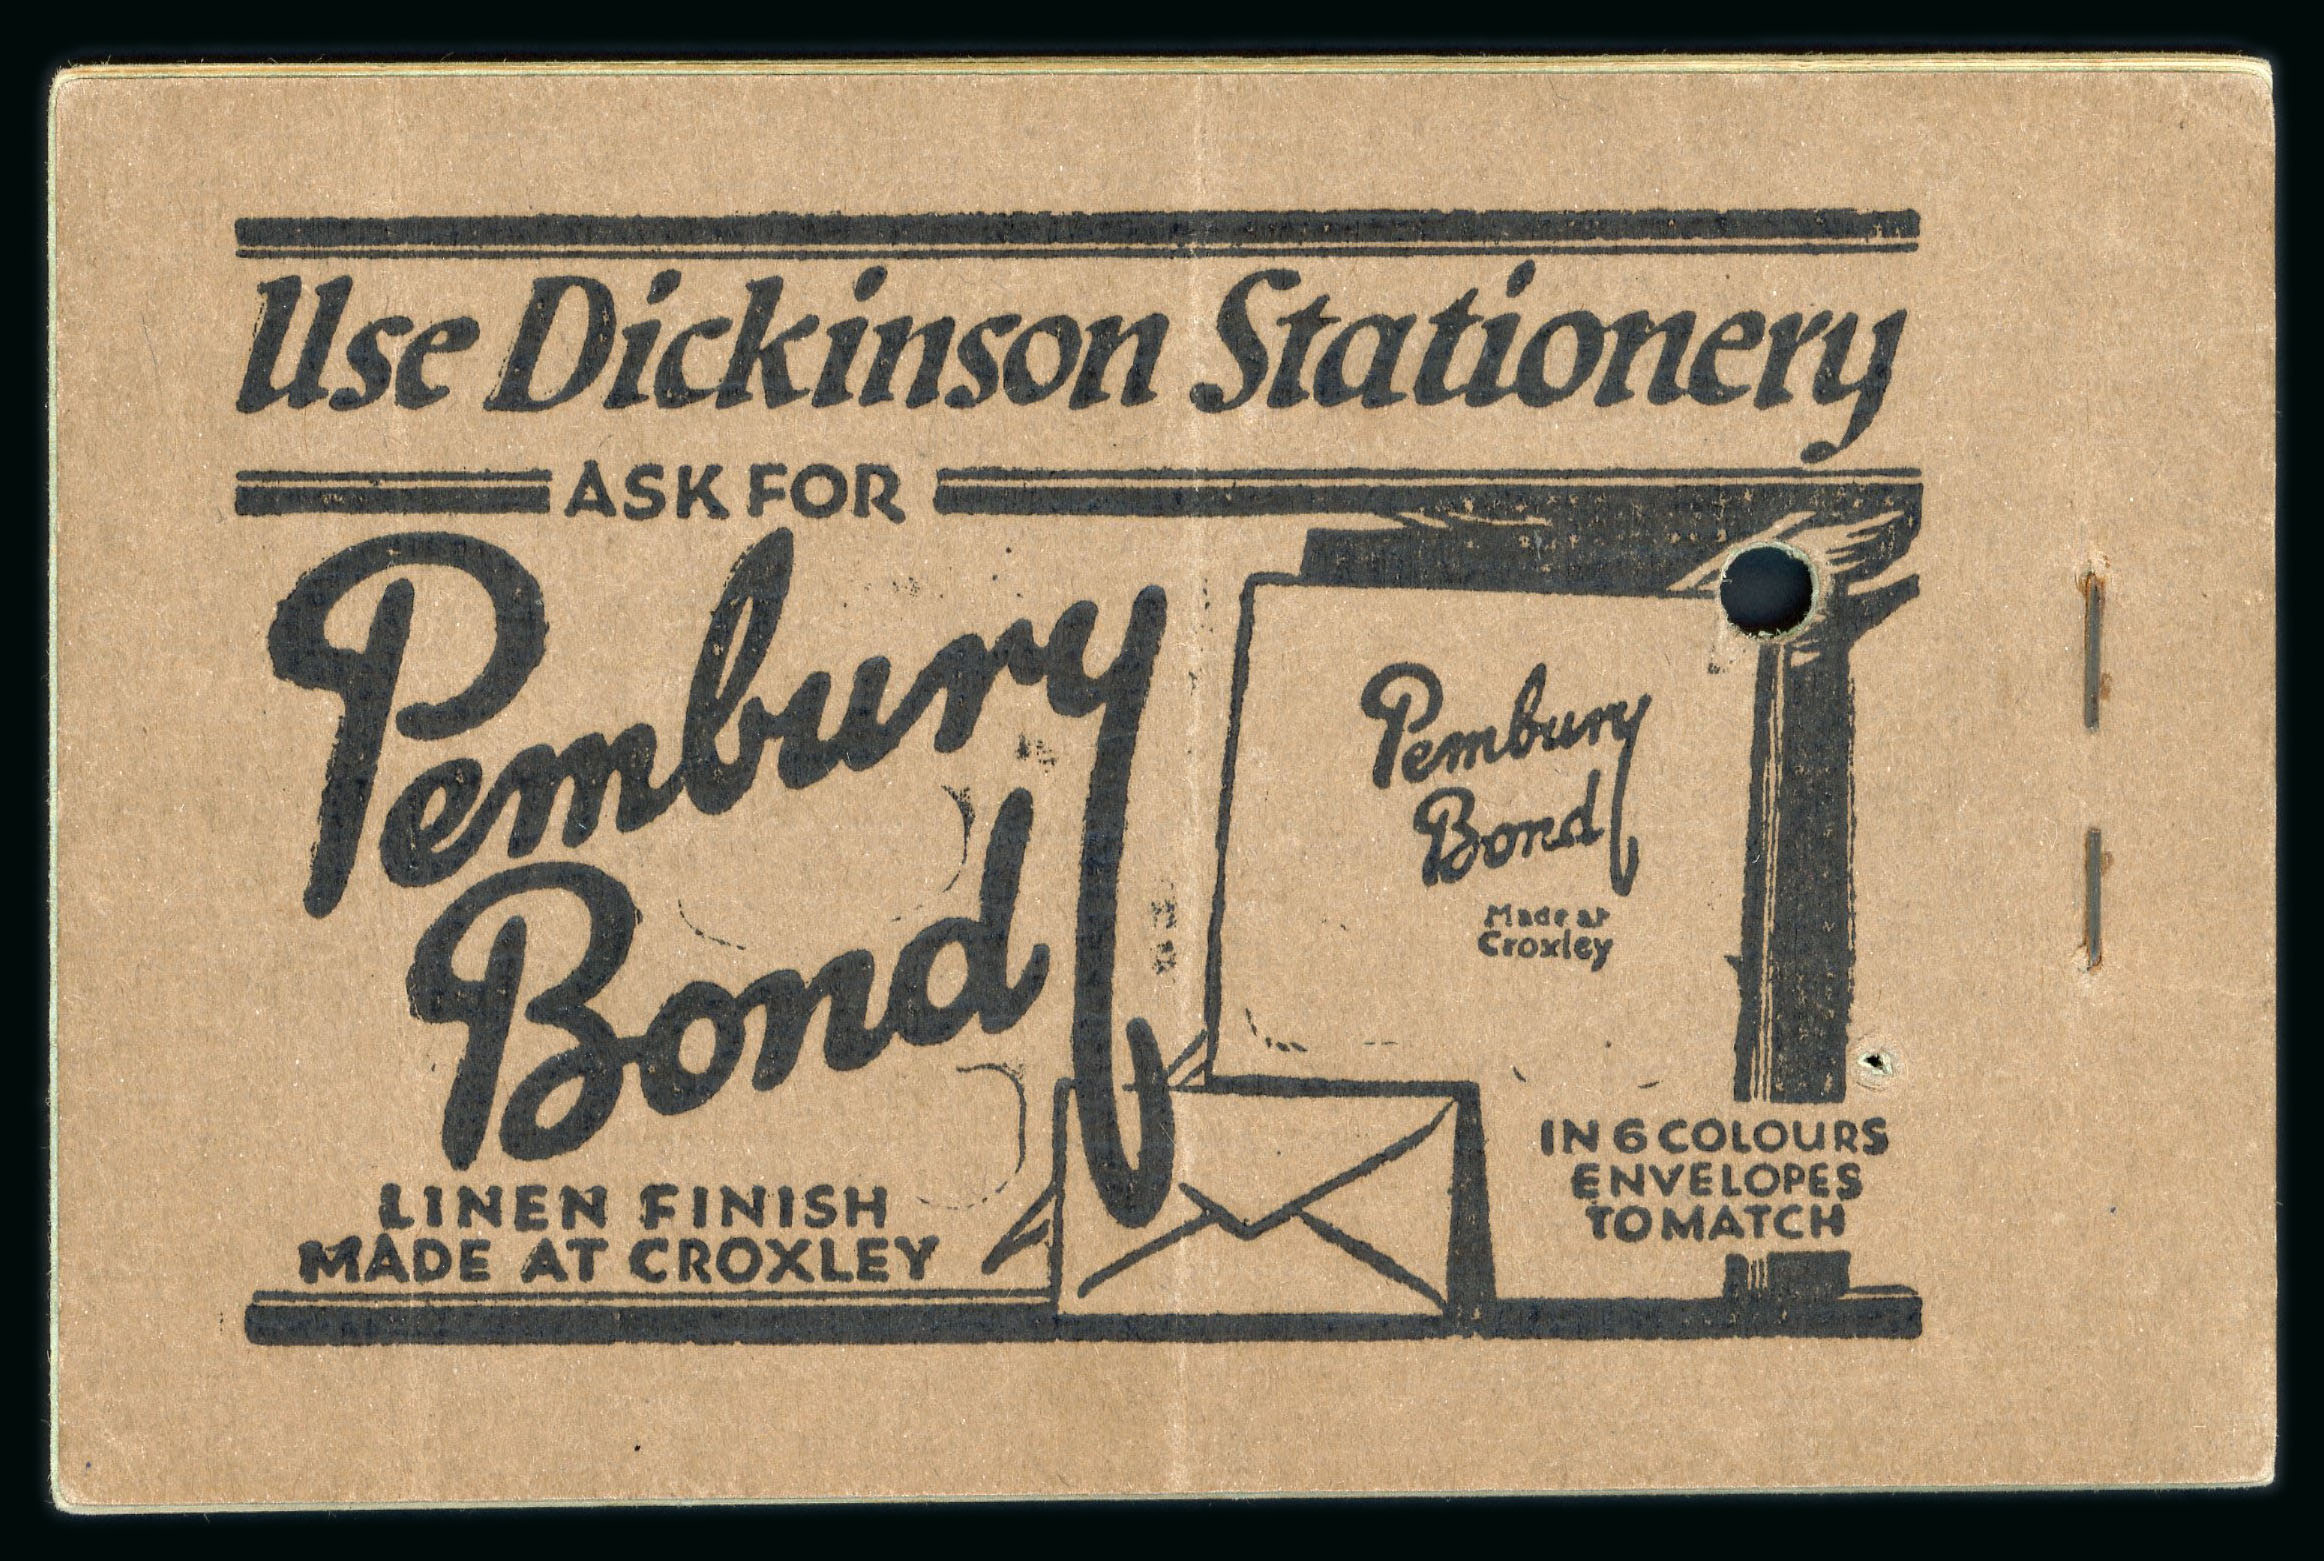 Use Dickinson Stationery
ASK FOR
Pembury
Bond
LINEN FINISH
MADE AT CROXLEY
Pembury
Bond
Made at
Croxley
IN 6 COLOURS
ENVELOPES
TO MATCH